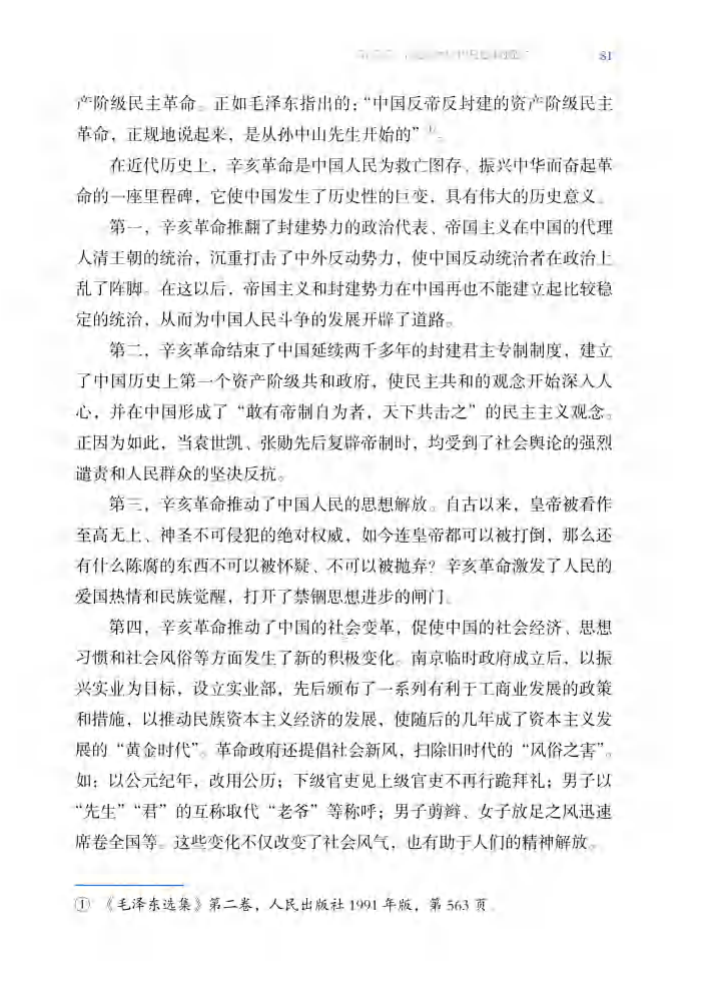 81
产阶级民主革命。正如毛泽东指出的：“中国反帝反封建的资产阶级民主
革命，正规地说起来，是从孙中山先生开始的”①。
在近代历史上，辛亥革命是中国人民为救亡图存、振兴中华而奋起革
命的一座里程碑，它使中国发生了历史性的巨变，具有伟大的历史意义。
第一，辛亥革命推翻了封建势力的政治代表、帝国主义在中国的代理
人清王朝的统治，沉重打击了中外反动势力，使中国反动统治者在政治上
乱了阵脚。在这以后，帝国主义和封建势力在中国再也不能建立起比较稳
定的统治，从而为中国人民斗争的发展开辟了道路。
第二，辛亥革命结束了中国延续两千多年的封建君主专制制度，建立
了中国历史上第一个资产阶级共和政府，使民主共和的观念开始深入人
心，并在中国形成了“敢有帝制自为者，天下共击之”的民主主义观念。
正因为如此，当袁世凯、张勋先后复辟帝制时，均受到了社会舆论的强烈
谴责和人民群众的坚决反抗。
第三，辛亥革命推动了中国人民的思想解放。自古以来，皇帝被看作
至高无上、神圣不可侵犯的绝对权威，如今连皇帝都可以被打倒，那么还
有什么陈腐的东西不可以被怀疑、不可以被抛弃？辛亥革命激发了人民的
爱国热情和民族觉醒，打开了禁锢思想进步的闸门。
第四，辛亥革命推动了中国的社会变革，促使中国的社会经济、思想
习惯和社会风俗等方面发生了新的积极变化。南京临时政府成立后，以振
兴实业为目标，设立实业部，先后颁布了一系列有利于工商业发展的政策
和措施，以推动民族资本主义经济的发展，使随后的几年成了资本主义发
展的“黄金时代”。革命政府还提倡社会新风，扫除旧时代的“风俗之害”。
如：以公元纪年，改用公历；下级官吏见上级官吏不再行跪拜礼；男子以
“先生”“君”的互称取代“老爷”等称呼；男子剪辫、女子放足之风迅速
席卷全国等。这些变化不仅改变了社会风气，也有助于人们的精神解放。
① 《毛泽东选集》第二卷，人民出版社1991年版，第563页。